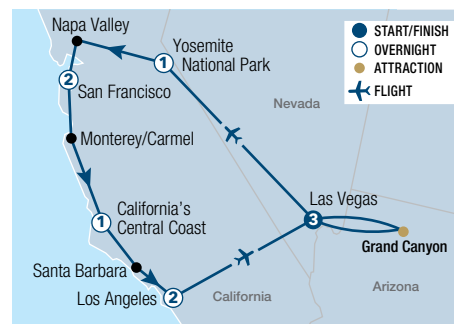 Napa Valley
START/FINISH
OVERNIGHT
ATTRACTION
FLIGHT
1
Yosemite
National Park
2
San Francisco
Nevada
Monterey/Carmel
Las Vegas
3
1
California's
Central Coast
Grand Canyon
Santa Barbara
Los Angeles
2
California
Arizona